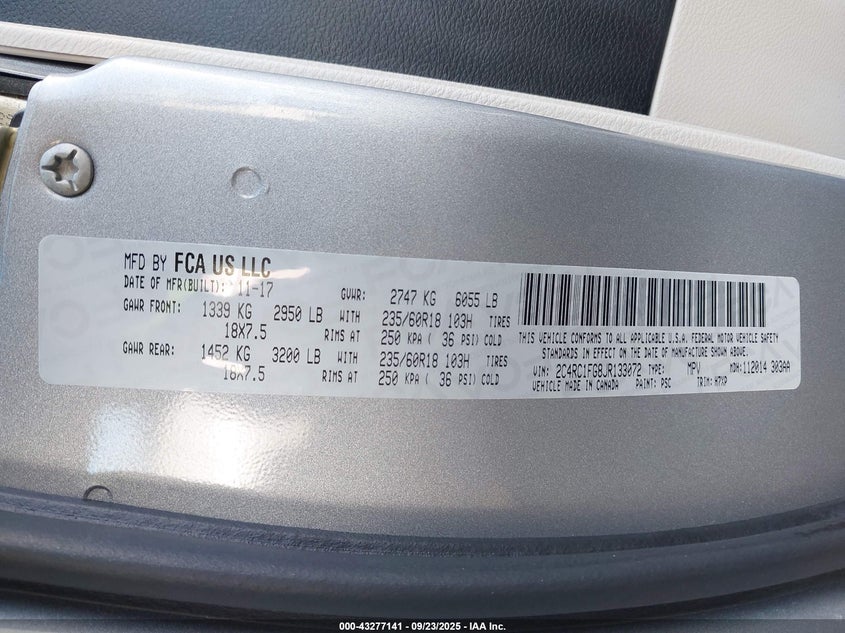 MFD BY FCA US LLC
DATE OF MFR(BUILT): 11-17
GVWR: 2747 KG 6055 LB
GAWR FRONT: 1339 KG 2950 LB WITH 235/60R18 103H TIRES
18X7.5 RIMS AT 250 KPA ( 36 PSI) COLD
GAWR REAR: 1452 KG 3200 LB WITH 235/60R18 103H TIRES
18X7.5 RIMS AT 250 KPA ( 36 PSI) COLD
THIS VEHICLE CONFORMS TO ALL APPLICABLE U.S.A. FEDERAL MOTOR VEHICLE SAFETY
STANDARDS IN EFFECT ON THE DATE OF MANUFACTURE SHOWN ABOVE.
VIN: 2C4RC1FG8JR133072 TYPE: MPV MDH:112014 303AA
VEHICLE MADE IN CANADA PAINT: PSC TRIM: H7XP
000-43277141 - 09/23/2025 - IAA Inc.